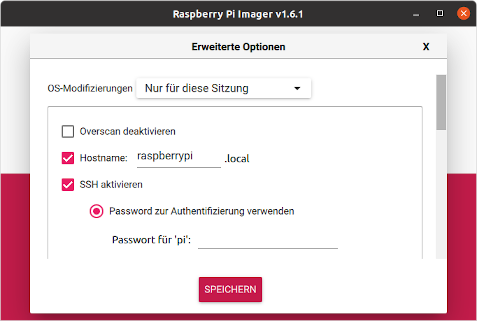 Raspberry Pi Imager v1.6.1
Erweiterte Optionen X
OS-Modifizierungen Nur für diese Sitzung
Overscan deaktivieren
Hostname: raspberrypi .local
SSH aktivieren
Password zur Authentifizierung verwenden
Passwort für 'pi':
SPEICHERN